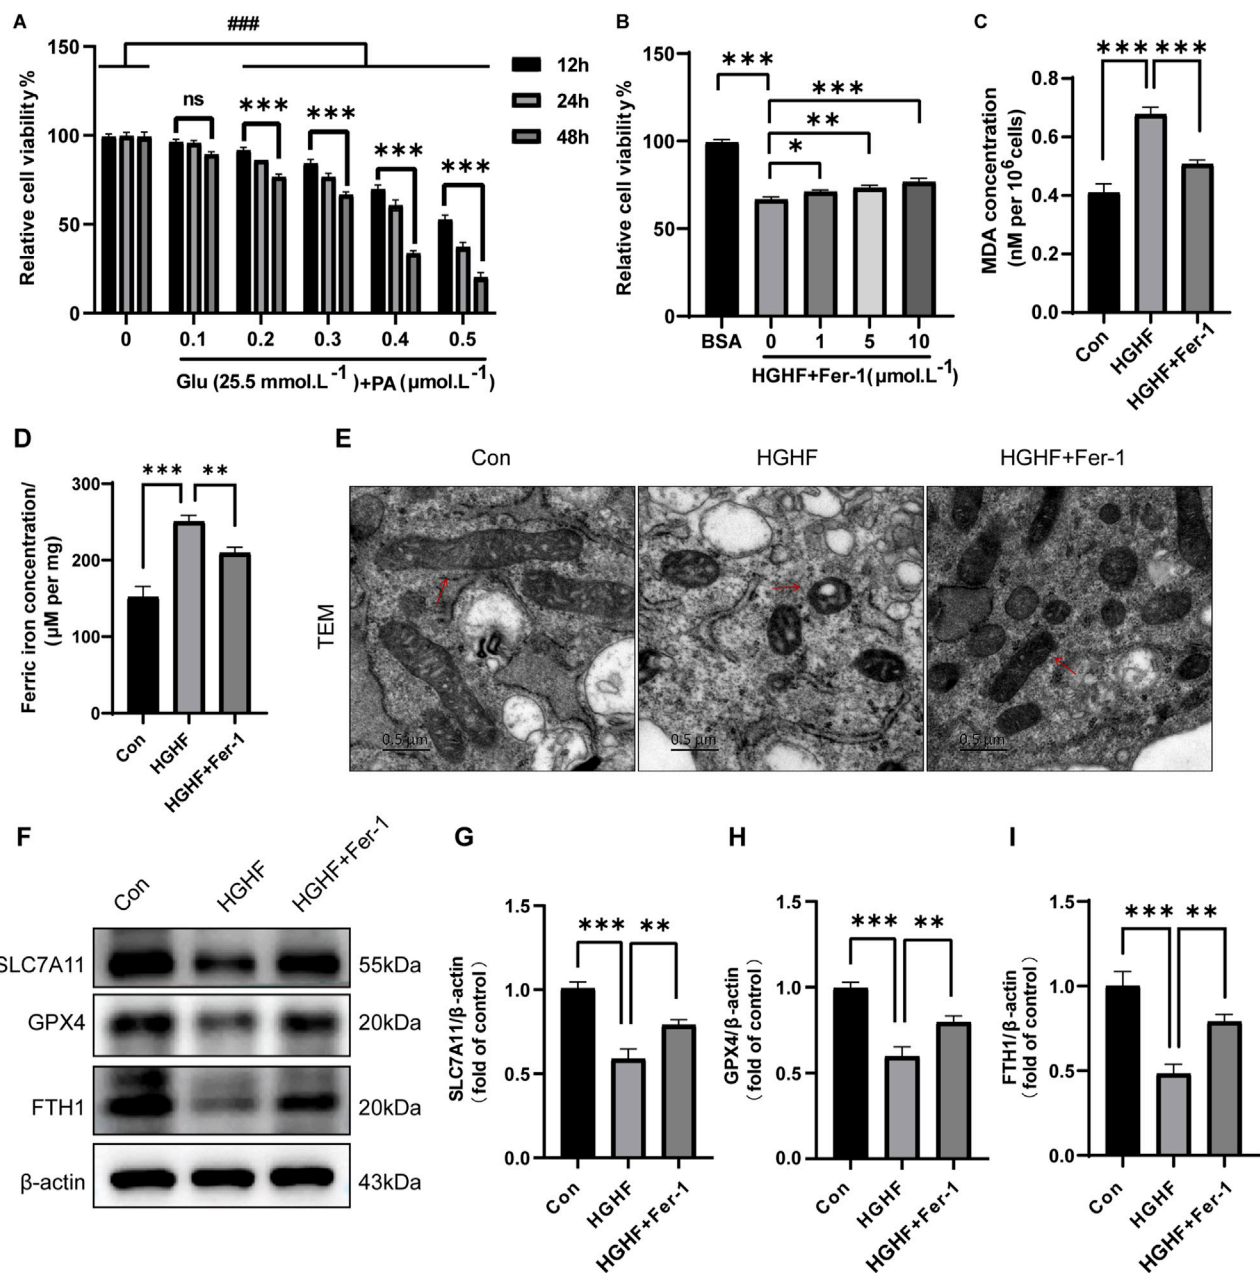 A
###
150
100
50
0
Relative cell viability %
ns
***
***
***
***
12h
24h
48h
0 0.1 0.2 0.3 0.4 0.5
Glu (25.5 mmol.L-1)+PA (µmol.L-1)
B
150
100
50
0
Relative cell viability %
***
***
**
*
BSA 0 1 5 10
HGHF+Fer-1(µmol.L-1)
C
*** ***
0.8
0.6
0.4
0.2
0.0
MDA concentration
(nM per 10⁶cells)
Con HGHF HGHF+Fer-1
D
*** **
300
200
100
0
Ferric iron concentration/
(µM per mg)
Con HGHF HGHF+Fer-1
E
Con HGHF HGHF+Fer-1
TEM
0.5 µm 0.5 µm 0.5 µm
F
Con HGHF HGHF+Fer-1
SLC7A11 55kDa
GPX4 20kDa
FTH1 20kDa
β-actin 43kDa
G
*** **
1.5
1.0
0.5
0.0
SLC7A11/β-actin
(fold of control)
Con HGHF HGHF+Fer-1
H
*** **
1.5
1.0
0.5
0.0
GPX4/β-actin
(fold of control)
Con HGHF HGHF+Fer-1
I
*** **
1.5
1.0
0.5
0.0
FTH1/β-actin
(fold of control)
Con HGHF HGHF+Fer-1